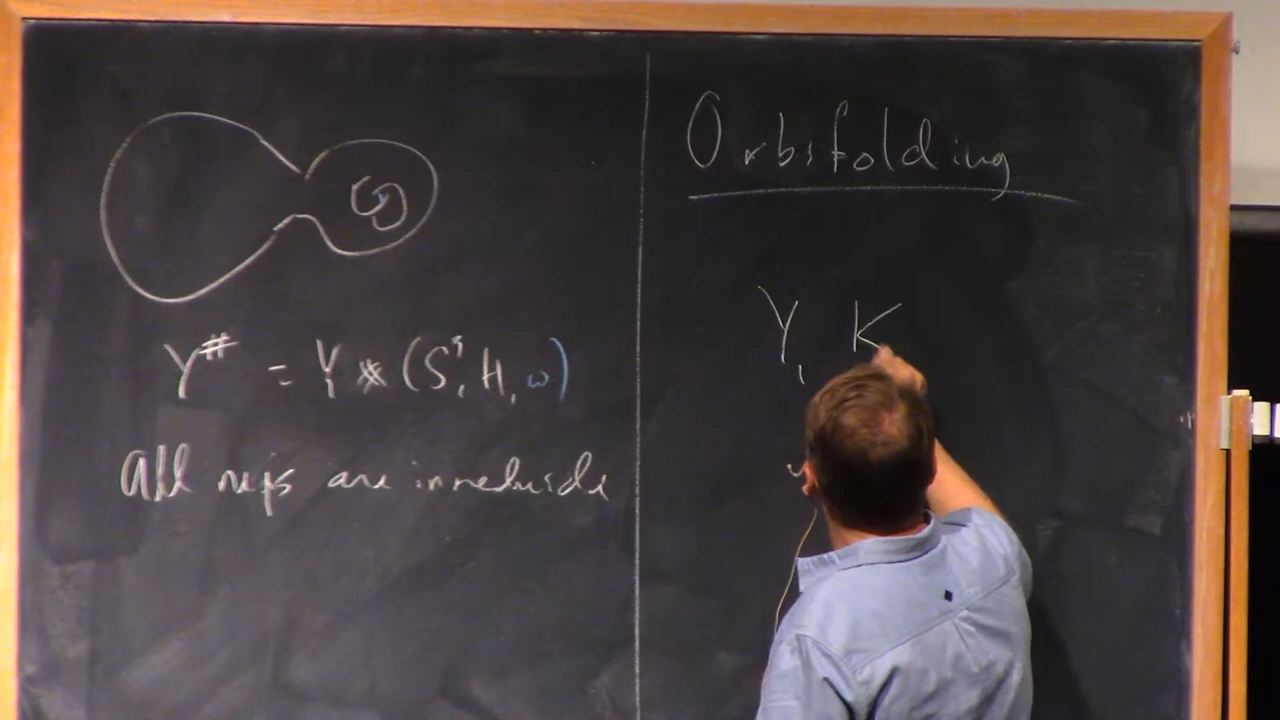 Y# = Y # (S³, H, ω)
All reps are irreducible
Orbifolding
Y, K